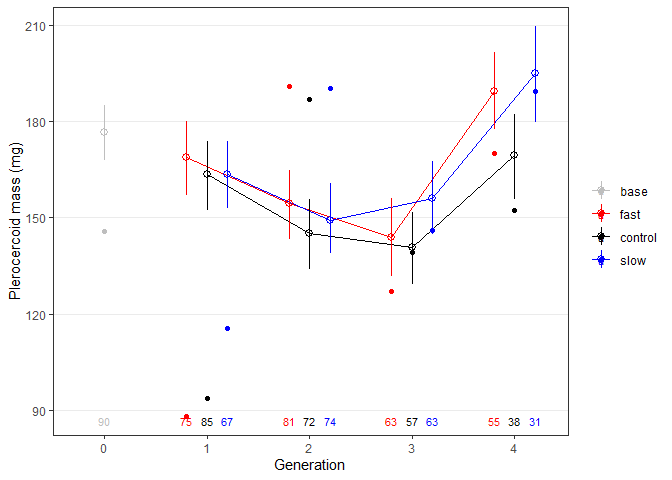 210
180
150
120
90
Plerocercoid mass (mg)
90 75 85 67 81 72 74 63 57 63 55 38 31
0 1 2 3 4
Generation
base
fast
control
slow